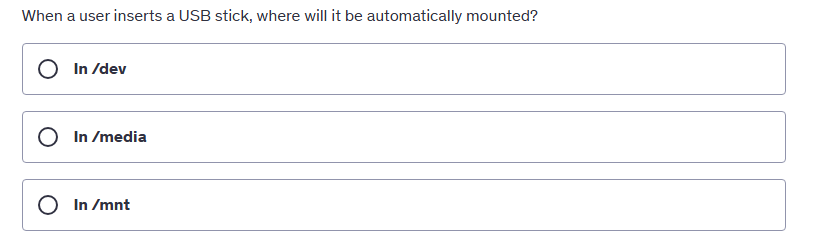 When a user inserts a USB stick, where will it be automatically mounted?
In /dev
In /media
In /mnt